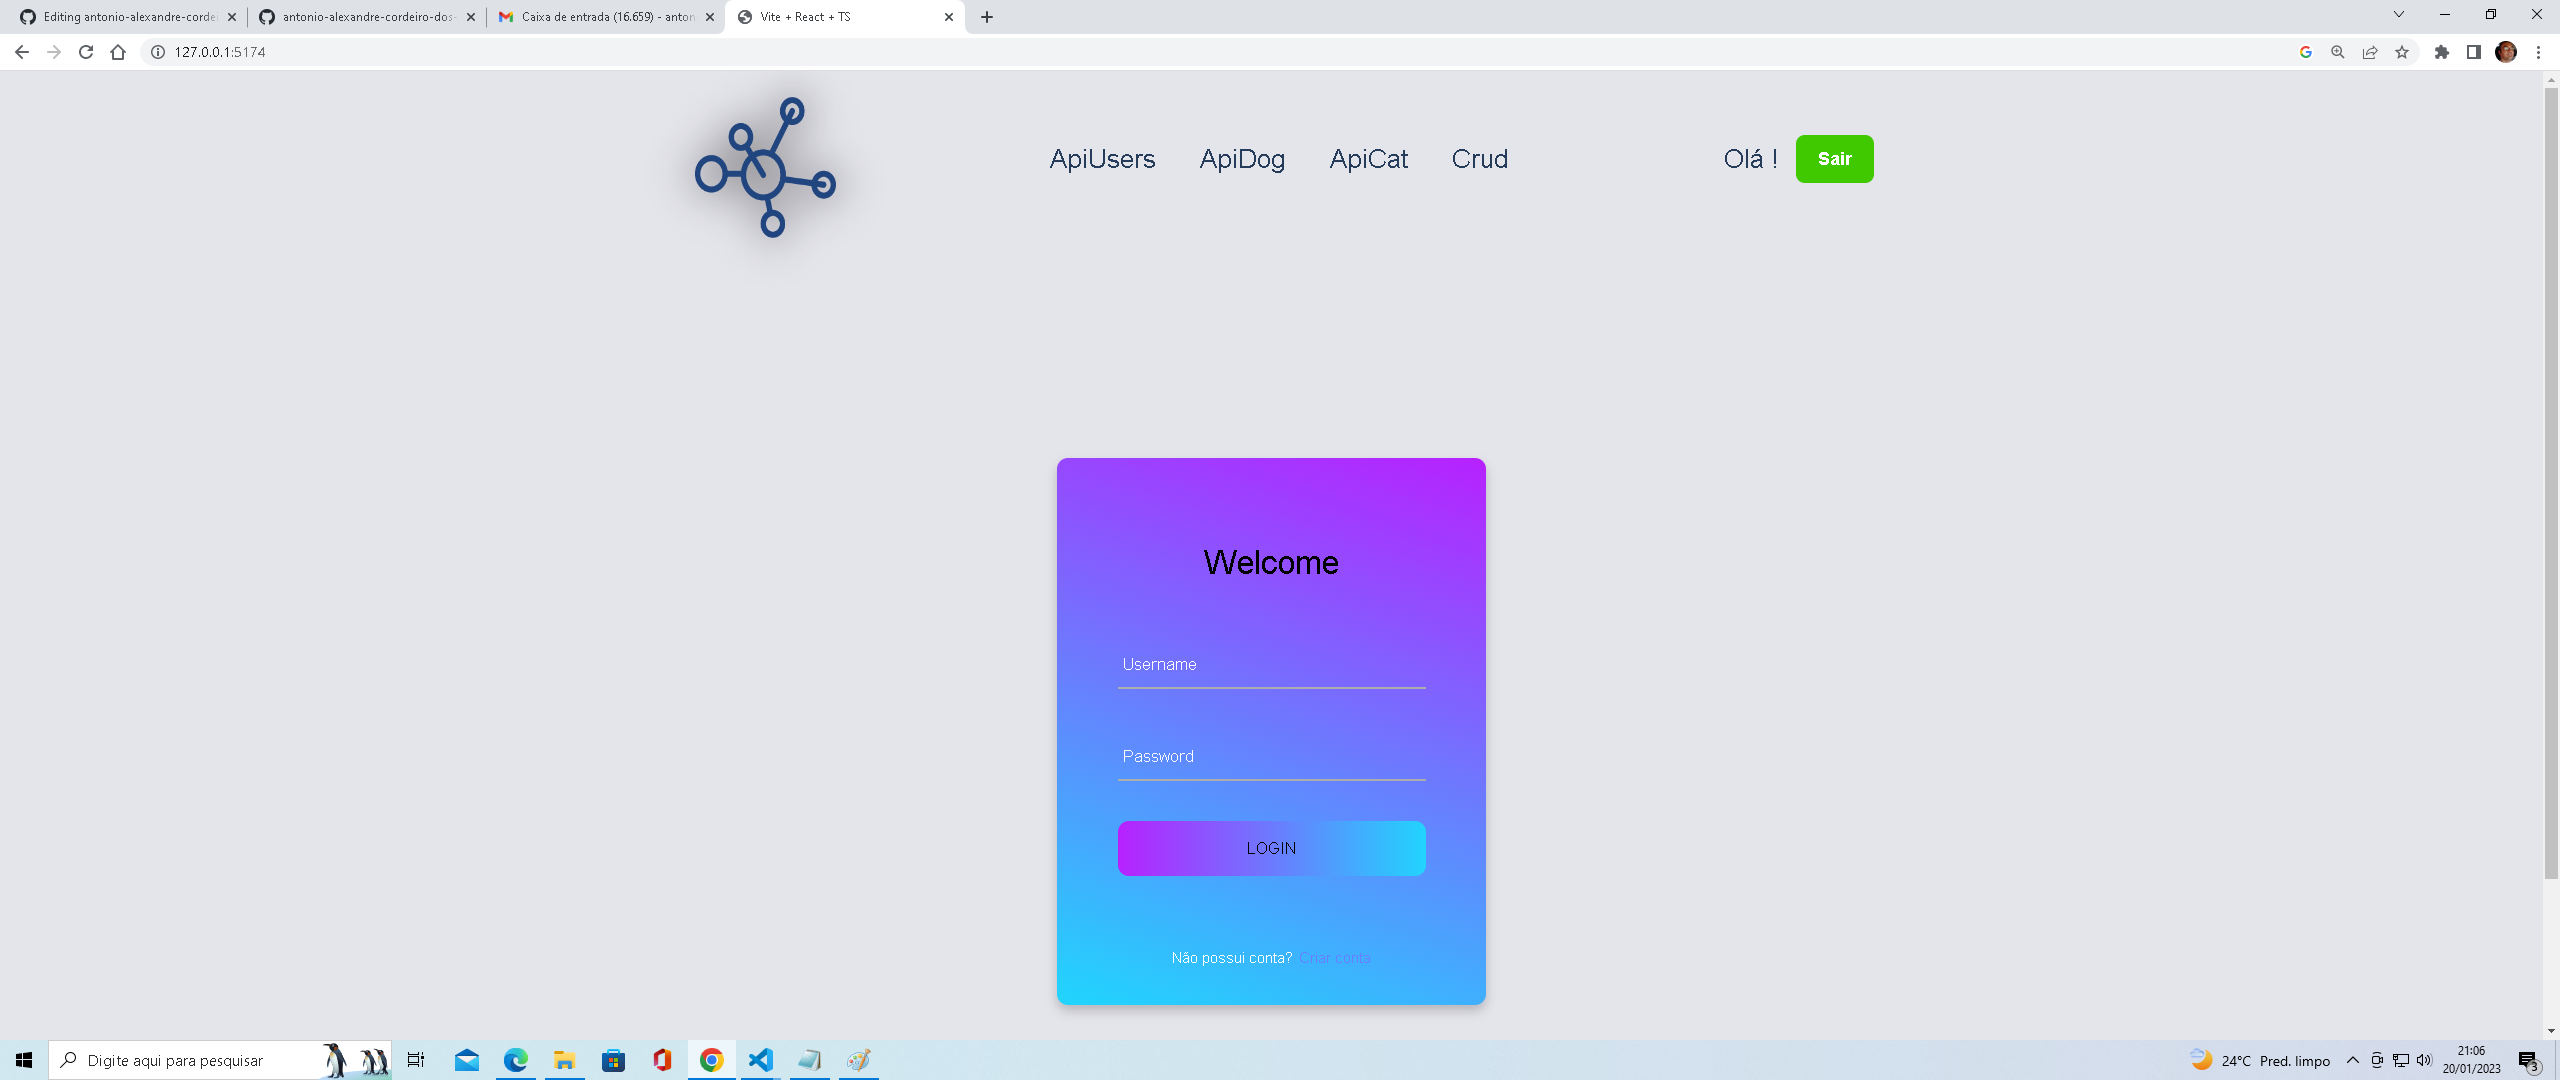 Editing antonio-alexandre-cordei
antonio-alexandre-cordeiro-dos-
Caixa de entrada (16.659) - anton
Vite + React + TS
127.0.0.1:5174
ApiUsers ApiDog ApiCat Crud Olá ! Sair
Welcome
Username
Password
LOGIN
Não possui conta? Criar conta
Digite aqui para pesquisar
24°C Pred. limpo
21:06
20/01/2023
3